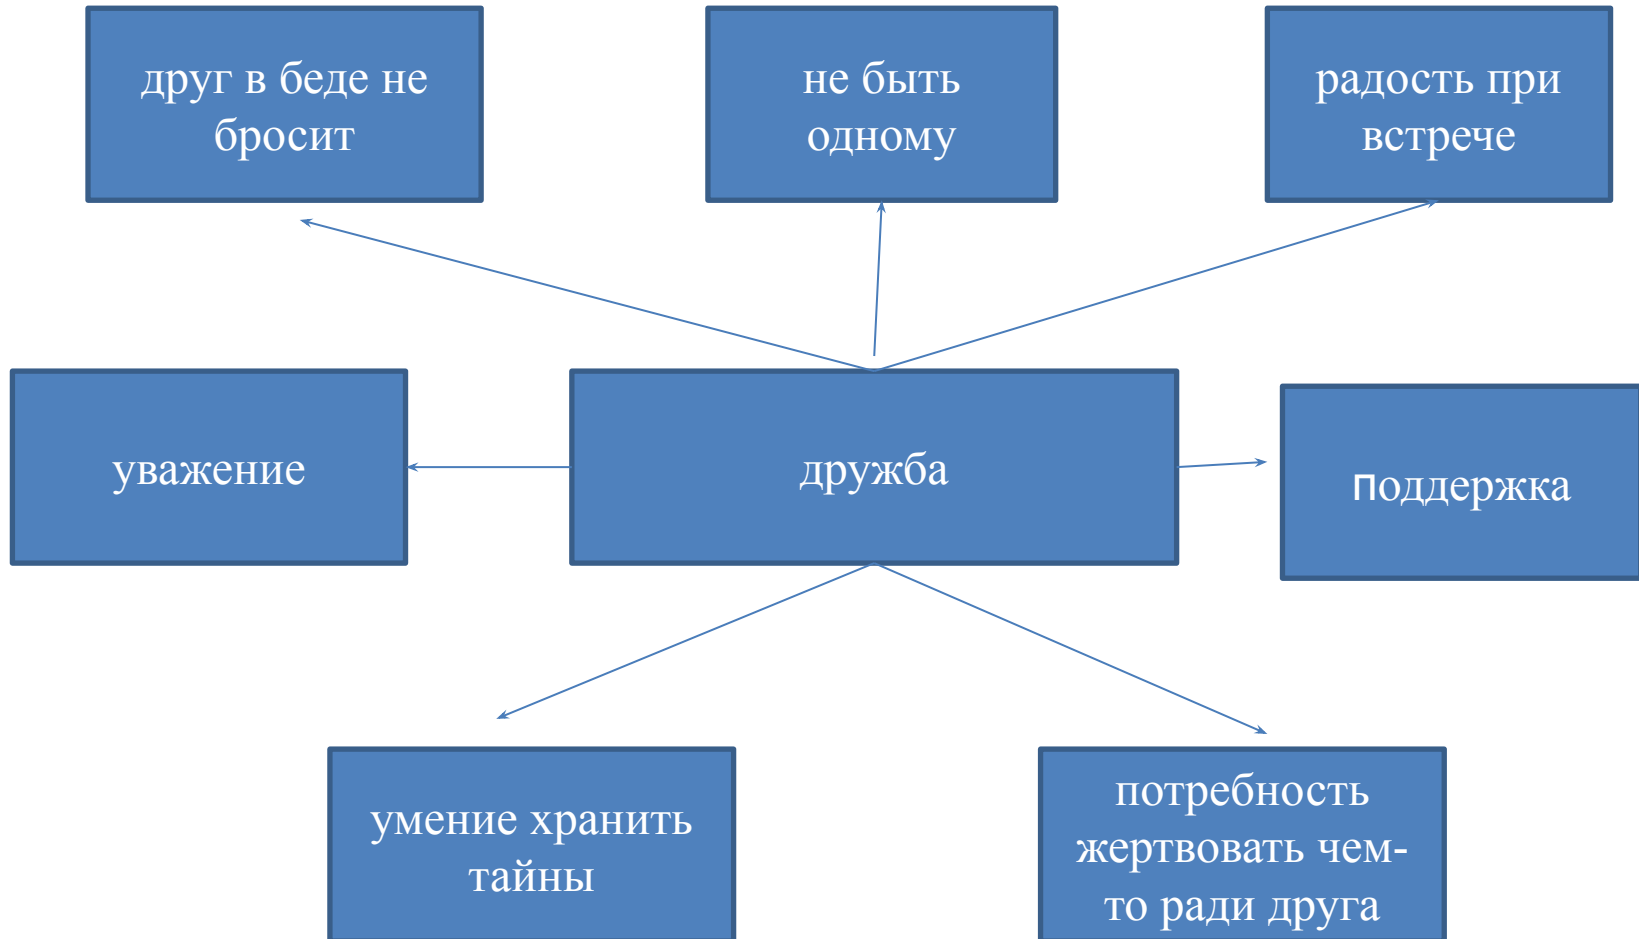 друг в беде не
бросит
не быть
одному
радость при
встрече
уважение
дружба
поддержка
умение хранить
тайны
потребность
жертвовать чем-
то ради друга